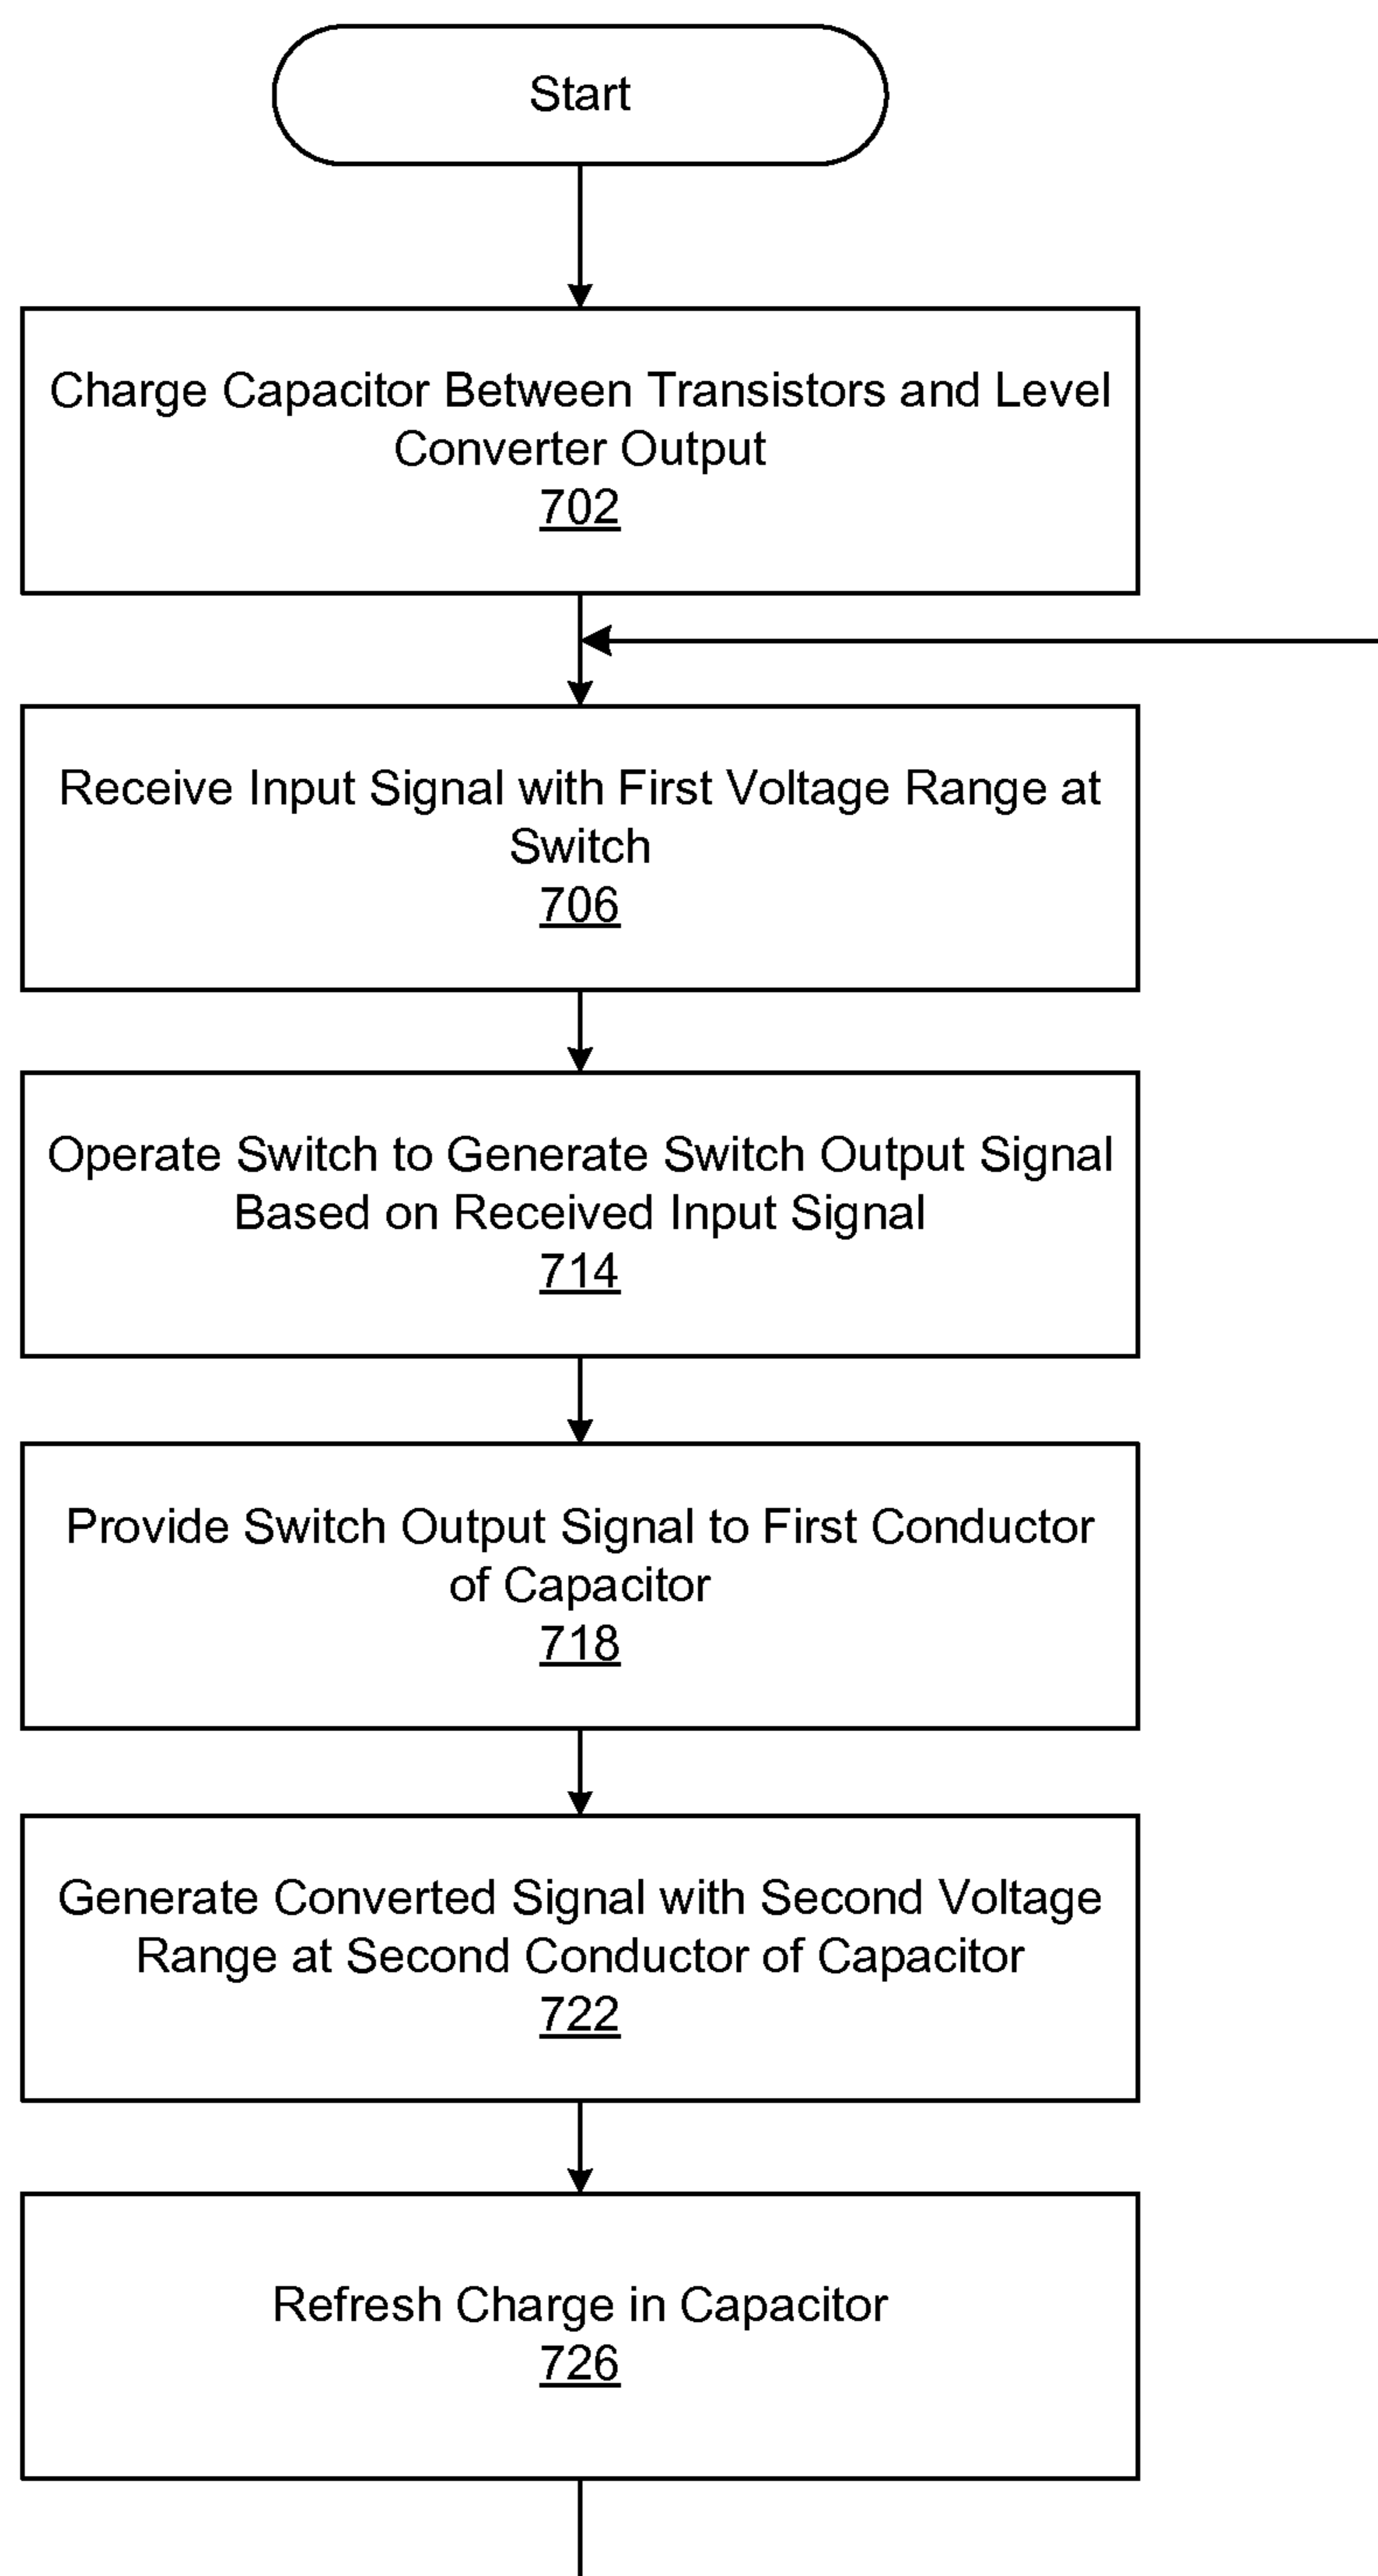 Start
Charge Capacitor Between Transistors and Level
Converter Output
702
Receive Input Signal with First Voltage Range at
Switch
706
Operate Switch to Generate Switch Output Signal
Based on Received Input Signal
714
Provide Switch Output Signal to First Conductor
of Capacitor
718
Generate Converted Signal with Second Voltage
Range at Second Conductor of Capacitor
722
Refresh Charge in Capacitor
726